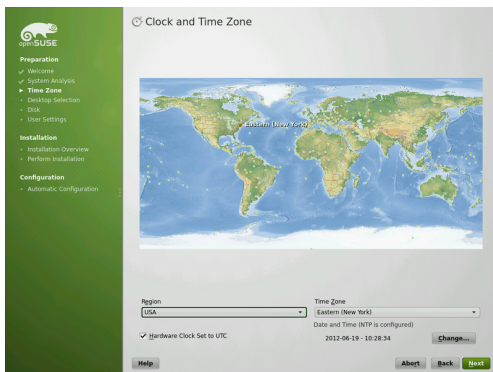 openSUSE
Preparation
Welcome
System Analysis
Time Zone
Desktop Selection
Disk
User Settings
Installation
Installation Overview
Perform Installation
Configuration
Automatic Configuration
Clock and Time Zone
Eastern (New York)
Region
USA
Time Zone
Eastern (New York)
Hardware Clock Set to UTC
Date and Time (NTP is configured)
2012-06-19 - 10:28:34
Change...
Help
Abort
Back
Next